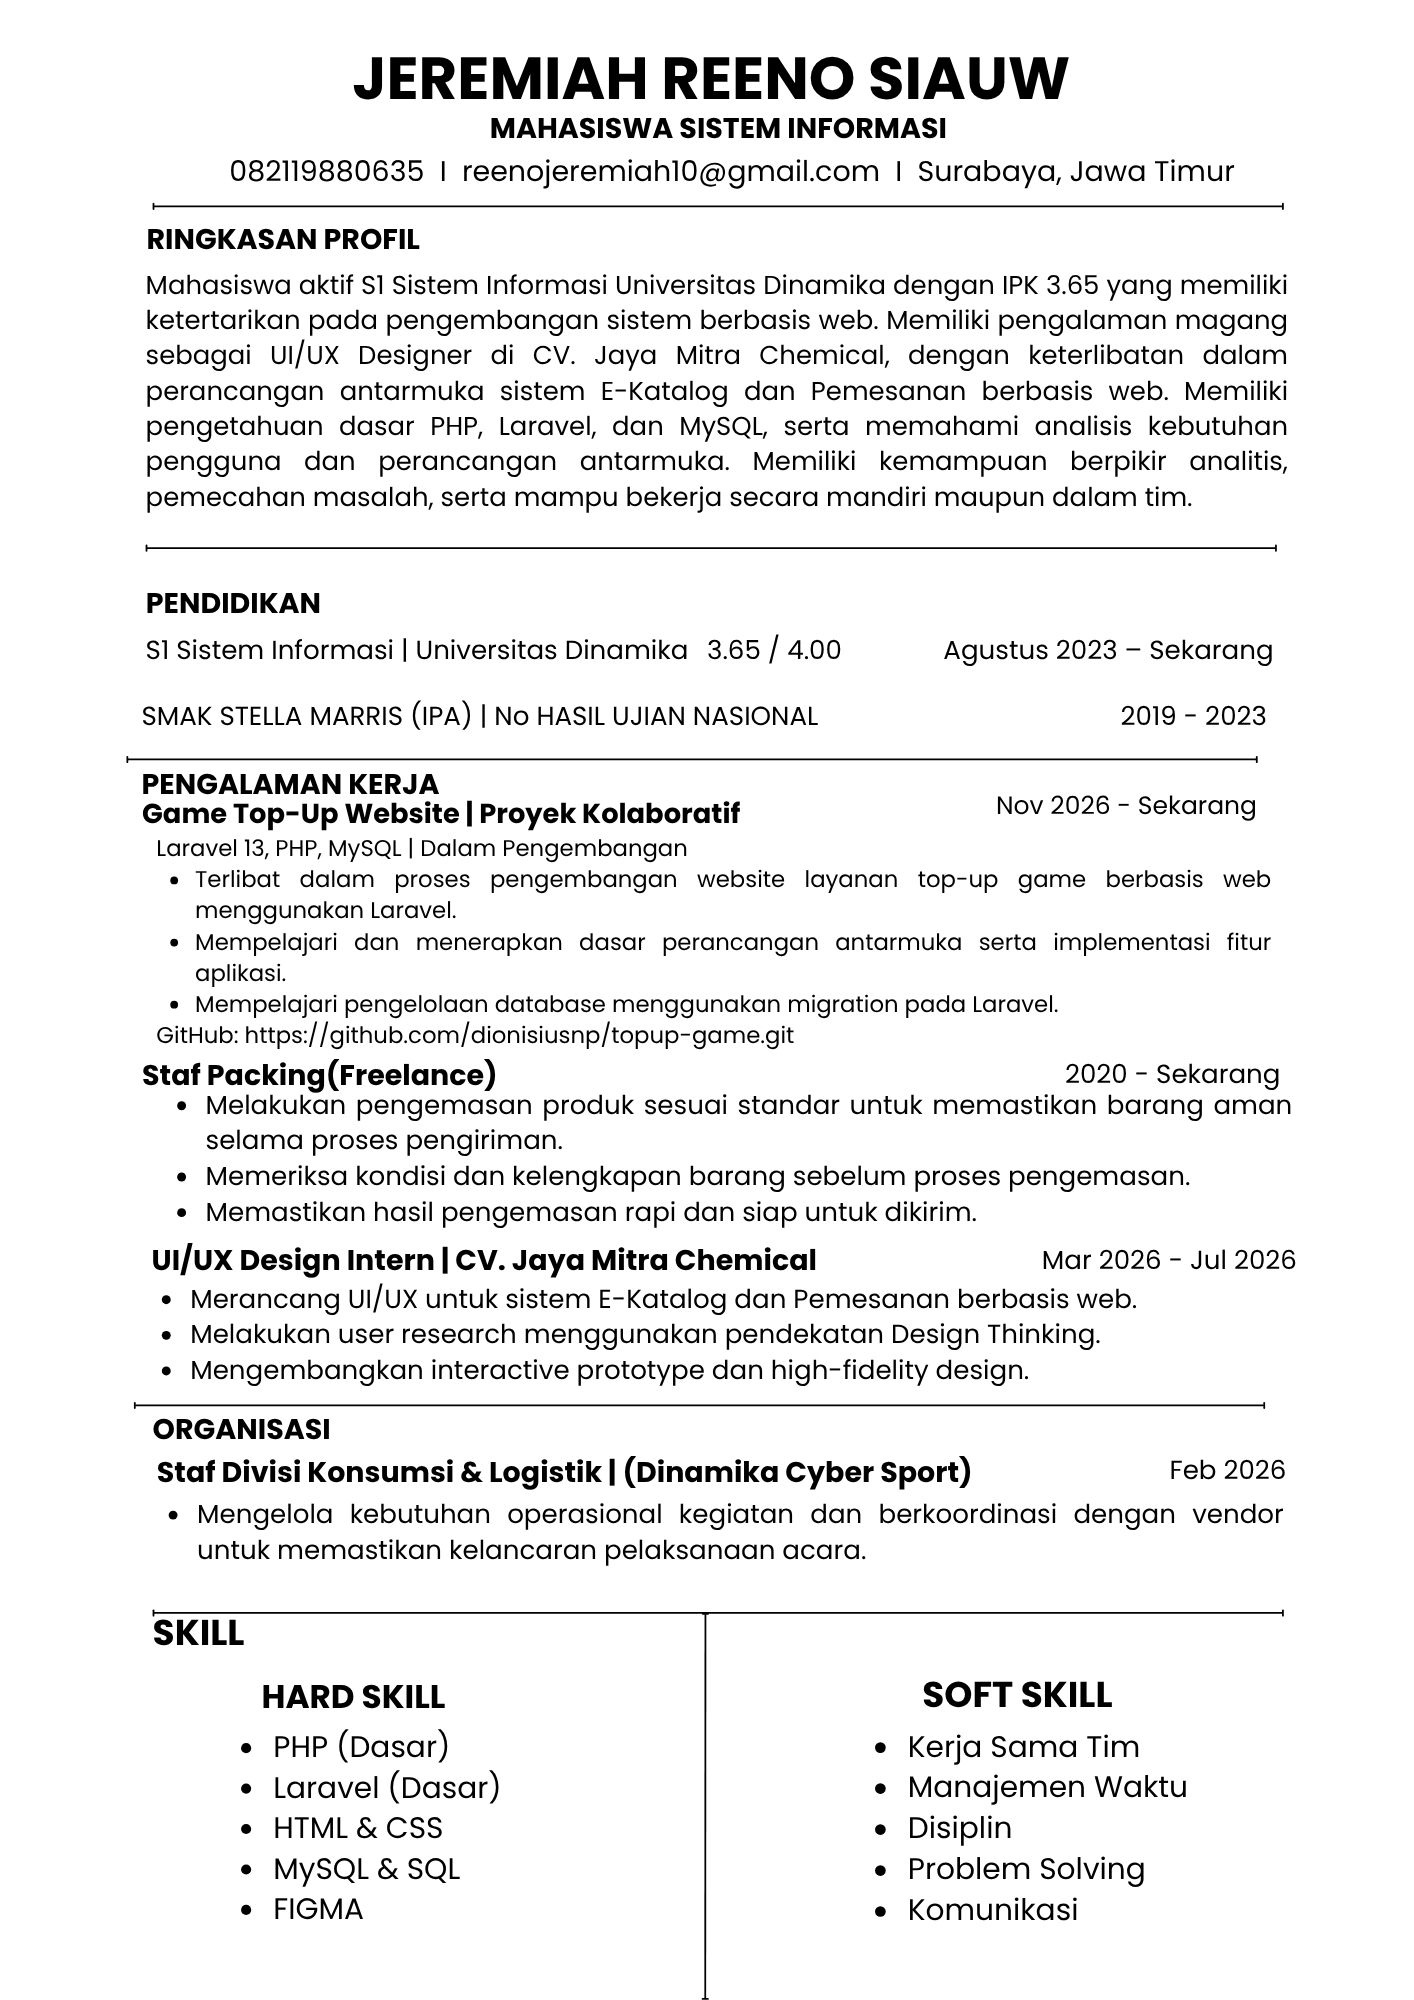 JEREMIAH REENO SIAUW
MAHASISWA SISTEM INFORMASI
082119880635 I reenojeremiah10@gmail.com I Surabaya, Jawa Timur
RINGKASAN PROFIL
Mahasiswa aktif S1 Sistem Informasi Universitas Dinamika dengan IPK 3.65 yang memiliki
ketertarikan pada pengembangan sistem berbasis web. Memiliki pengalaman magang
sebagai UI/UX Designer di CV. Jaya Mitra Chemical, dengan keterlibatan dalam
perancangan antarmuka sistem E-Katalog dan Pemesanan berbasis web. Memiliki
pengetahuan dasar PHP, Laravel, dan MySQL, serta memahami analisis kebutuhan
pengguna dan perancangan antarmuka. Memiliki kemampuan berpikir analitis,
pemecahan masalah, serta mampu bekerja secara mandiri maupun dalam tim.
PENDIDIKAN
S1 Sistem Informasi | Universitas Dinamika 3.65 / 4.00 Agustus 2023 – Sekarang
SMAK STELLA MARRIS (IPA) | No HASIL UJIAN NASIONAL 2019 - 2023
PENGALAMAN KERJA
Game Top-Up Website | Proyek Kolaboratif Nov 2026 - Sekarang
Laravel 13, PHP, MySQL | Dalam Pengembangan
• Terlibat dalam proses pengembangan website layanan top-up game berbasis web
menggunakan Laravel.
• Mempelajari dan menerapkan dasar perancangan antarmuka serta implementasi fitur
aplikasi.
• Mempelajari pengelolaan database menggunakan migration pada Laravel.
GitHub: https://github.com/dionisiusnp/topup-game.git
Staf Packing(Freelance) 2020 - Sekarang
• Melakukan pengemasan produk sesuai standar untuk memastikan barang aman
selama proses pengiriman.
• Memeriksa kondisi dan kelengkapan barang sebelum proses pengemasan.
• Memastikan hasil pengemasan rapi dan siap untuk dikirim.
UI/UX Design Intern | CV. Jaya Mitra Chemical Mar 2026 - Jul 2026
• Merancang UI/UX untuk sistem E-Katalog dan Pemesanan berbasis web.
• Melakukan user research menggunakan pendekatan Design Thinking.
• Mengembangkan interactive prototype dan high-fidelity design.
ORGANISASI
Staf Divisi Konsumsi & Logistik | (Dinamika Cyber Sport) Feb 2026
• Mengelola kebutuhan operasional kegiatan dan berkoordinasi dengan vendor
untuk memastikan kelancaran pelaksanaan acara.
SKILL
HARD SKILL
• PHP (Dasar)
• Laravel (Dasar)
• HTML & CSS
• MySQL & SQL
• FIGMA
SOFT SKILL
• Kerja Sama Tim
• Manajemen Waktu
• Disiplin
• Problem Solving
• Komunikasi